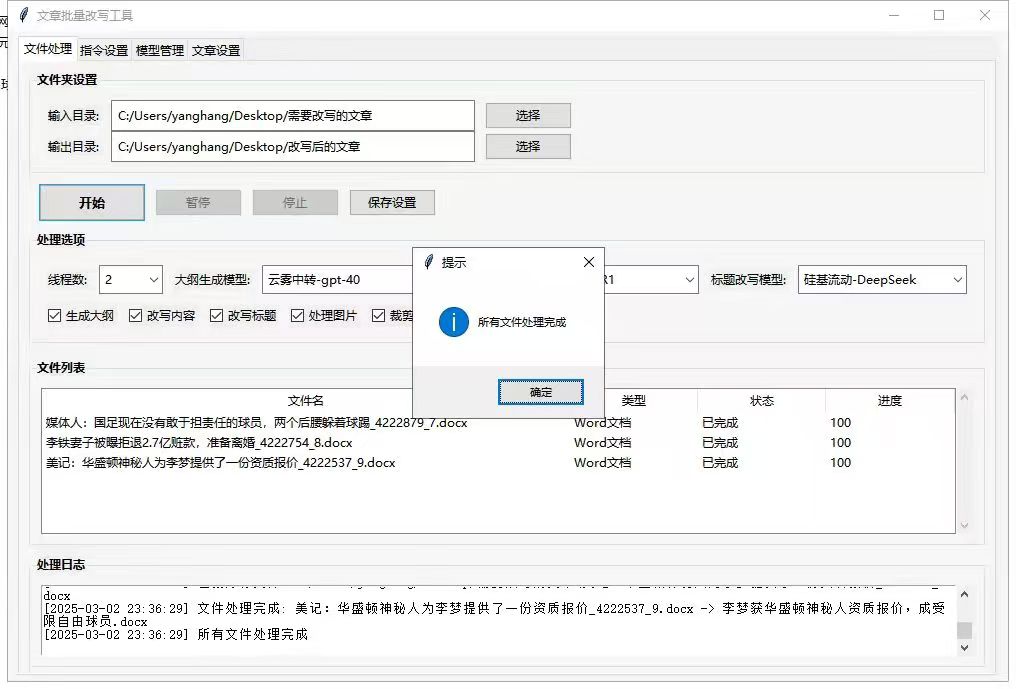 文章批量改写工具
文件处理 指令设置 模型管理 文章设置
文件夹设置
输入目录: C:/Users/yanghang/Desktop/需要改写的文章 选择
输出目录: C:/Users/yanghang/Desktop/改写后的文章 选择
开始 暂停 停止 保存设置
处理选项
线程数: 2 大纲生成模型: 云雾中转-gpt-40 R1 标题改写模型: 硅基流动-DeepSeek
生成大纲 改写内容 改写标题 处理图片 裁剪
提示
所有文件处理完成
确定
文件列表
文件名 类型 状态 进度
媒体人：国足现在没有敢于担责任的球员，两个后腰躲着球踢_4222879_7.docx Word文档 已完成 100
李铁妻子被曝拒退2.7亿赃款，准备离婚_4222754_8.docx Word文档 已完成 100
美记：华盛顿神秘人为李梦提供了一份资质报价_4222537_9.docx Word文档 已完成 100
处理日志
docx
[2025-03-02 23:36:29] 文件处理完成: 美记：华盛顿神秘人为李梦提供了一份资质报价_4222537_9.docx -> 李梦获华盛顿神秘人资质报价，成受
限自由球员.docx
[2025-03-02 23:36:29] 所有文件处理完成